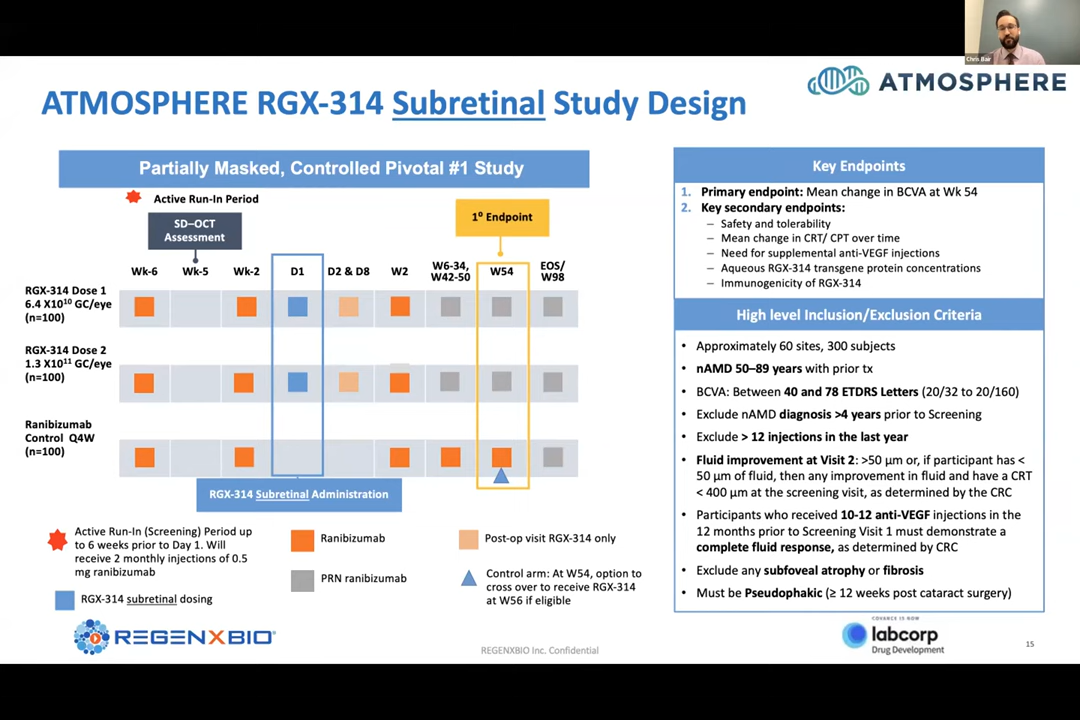 Chris Bair
ATMOSPHERE
ATMOSPHERE RGX-314 Subretinal Study Design
Partially Masked, Controlled Pivotal #1 Study
Active Run-In Period
SD–OCT
Assessment
1⁰ Endpoint
Wk-6 Wk-5 Wk-2 D1 D2 & D8 W2 W6-34, W42-50 W54 EOS/ W98
RGX-314 Dose 1
6.4 X10¹⁰ GC/eye
(n=100)
RGX-314 Dose 2
1.3 X10¹¹ GC/eye
(n=100)
Ranibizumab
Control Q4W
(n=100)
RGX-314 Subretinal Administration
Active Run-In (Screening) Period up
to 6 weeks prior to Day 1. Will
receive 2 monthly injections of 0.5
mg ranibizumab
RGX-314 subretinal dosing
Ranibizumab
PRN ranibizumab
Post-op visit RGX-314 only
Control arm: At W54, option to
cross over to receive RGX-314
at W56 if eligible
Key Endpoints
1. Primary endpoint: Mean change in BCVA at Wk 54
2. Key secondary endpoints:
– Safety and tolerability
– Mean change in CRT/ CPT over time
– Need for supplemental anti-VEGF injections
– Aqueous RGX-314 transgene protein concentrations
– Immunogenicity of RGX-314
High level Inclusion/Exclusion Criteria
• Approximately 60 sites, 300 subjects
• nAMD 50–89 years with prior tx
• BCVA: Between 40 and 78 ETDRS Letters (20/32 to 20/160)
• Exclude nAMD diagnosis >4 years prior to Screening
• Exclude > 12 injections in the last year
• Fluid improvement at Visit 2: >50 µm or, if participant has <
50 µm of fluid, then any improvement in fluid and have a CRT
< 400 µm at the screening visit, as determined by the CRC
• Participants who received 10-12 anti-VEGF injections in the
12 months prior to Screening Visit 1 must demonstrate a
complete fluid response, as determined by CRC
• Exclude any subfoveal atrophy or fibrosis
• Must be Pseudophakic (≥ 12 weeks post cataract surgery)
REGENXBIO®
REGENXBIO Inc. Confidential
COVANCE IS NOW
labcorp
Drug Development
15